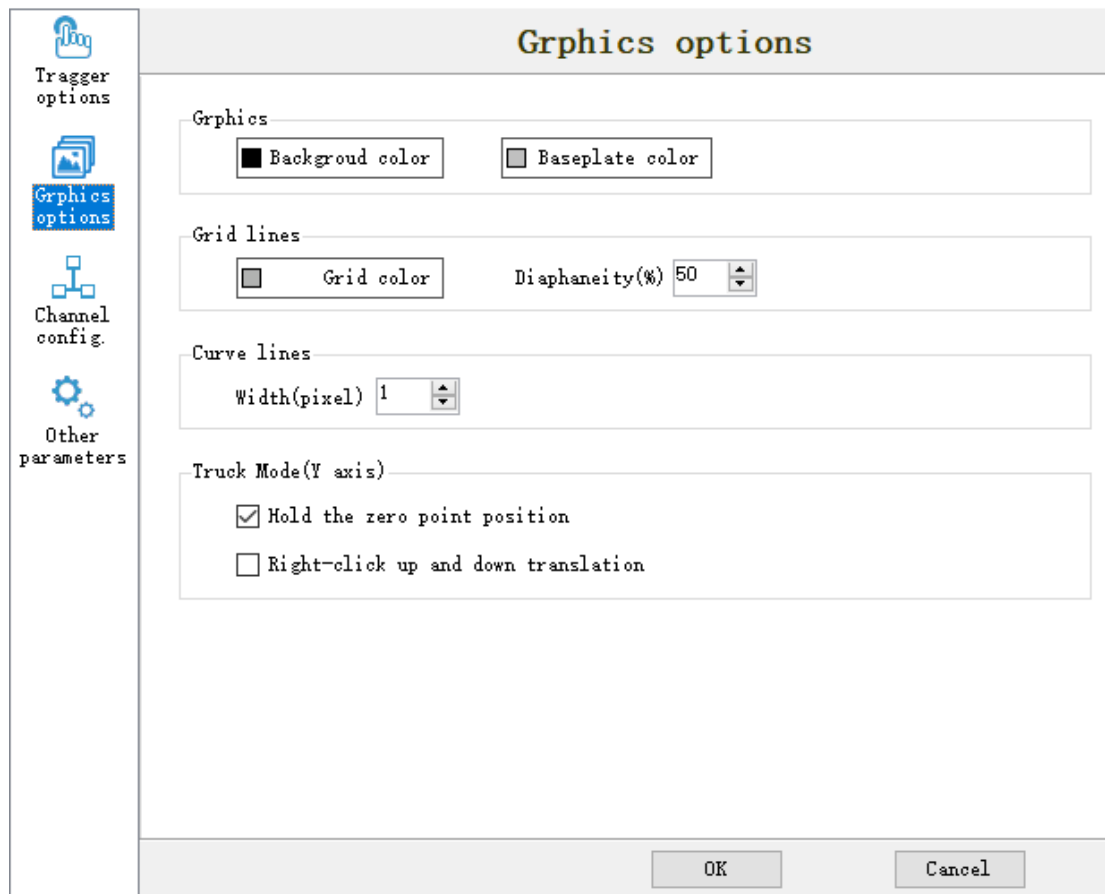 Tragger
options
Grphics
options
Channel
config.
Other
parameters
Grphics options
Grphics
Backgroud color
Baseplate color
Grid lines
Grid color
Diaphaneity(%) 50
Curve lines
Width(pixel) 1
Truck Mode(Y axis)
Hold the zero point position
Right-click up and down translation
OK
Cancel